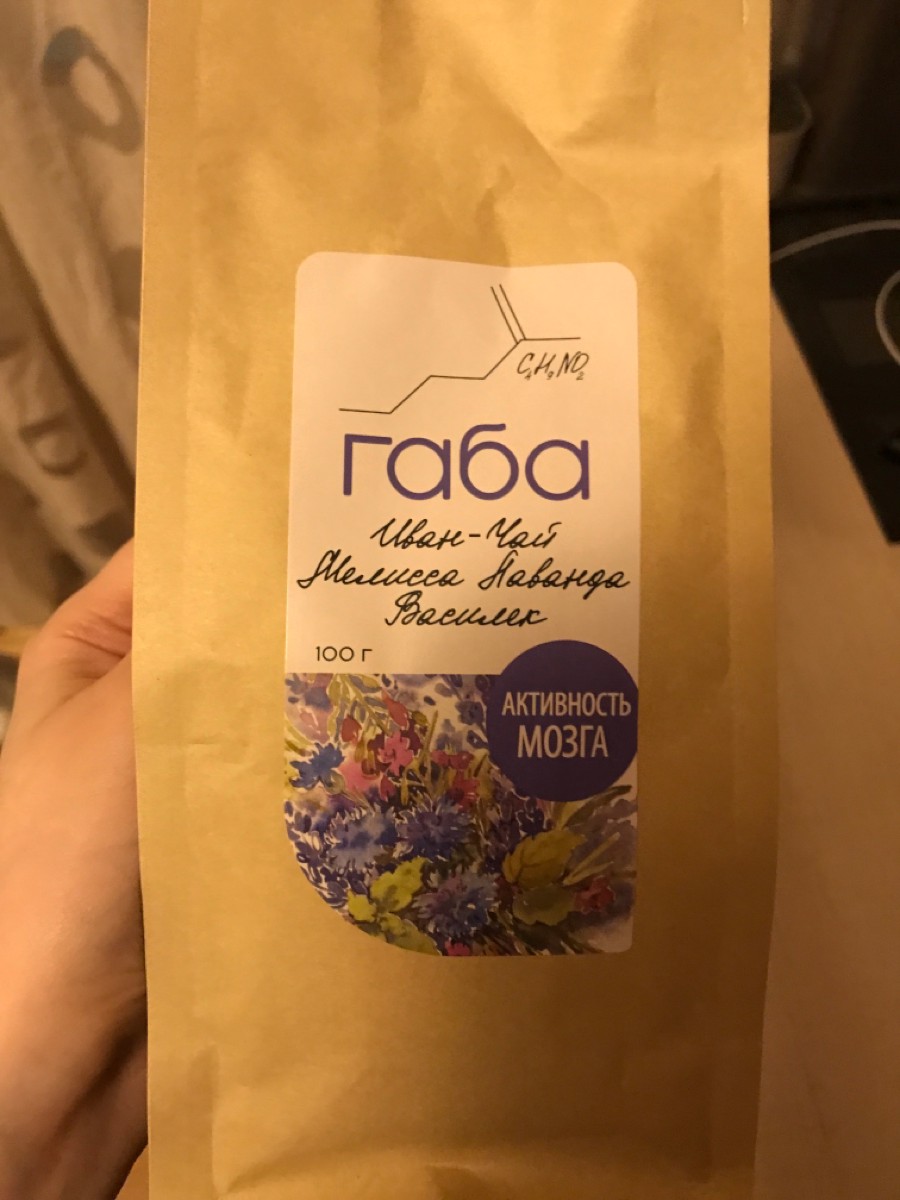 C₄H₉NO₂
габа
Иван-Чай
Мелисса Лаванда
Василек
100 г
АКТИВНОСТЬ
МОЗГА